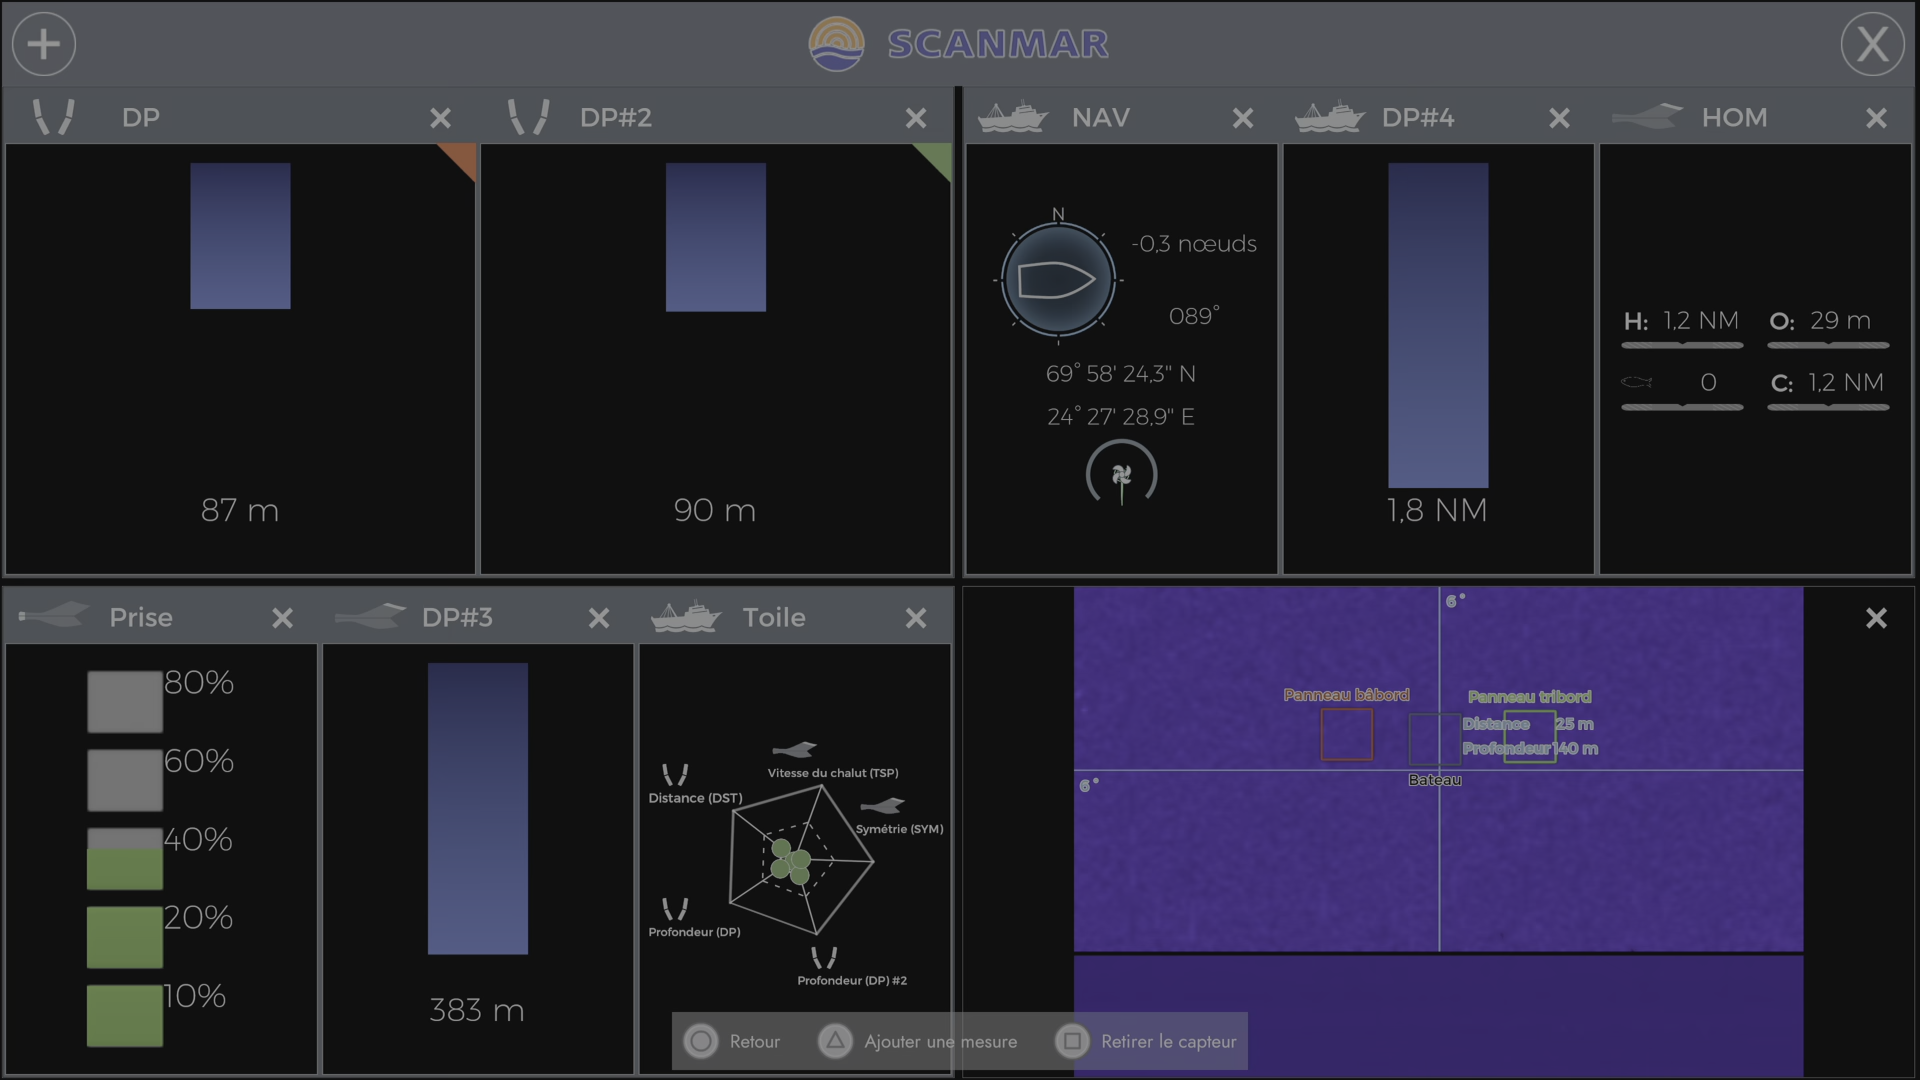 SCANMAR
X
DP
DP#2
NAV
DP#4
HOM
87 m
90 m
N
-0,3 nœuds
089°
69° 58' 24,3" N
24° 27' 28,9" E
1,8 NM
H: 1,2 NM
O: 29 m
0
C: 1,2 NM
Prise
DP#3
Toile
80%
60%
40%
20%
10%
383 m
Vitesse du chalut (TSP)
Distance (DST)
Symétrie (SYM)
Profondeur (DP)
Profondeur (DP) #2
6°
Panneau bâbord
Panneau tribord
Distance 25 m
Profondeur 140 m
6°
Bateau
Retour
Ajouter une mesure
Retirer le capteur